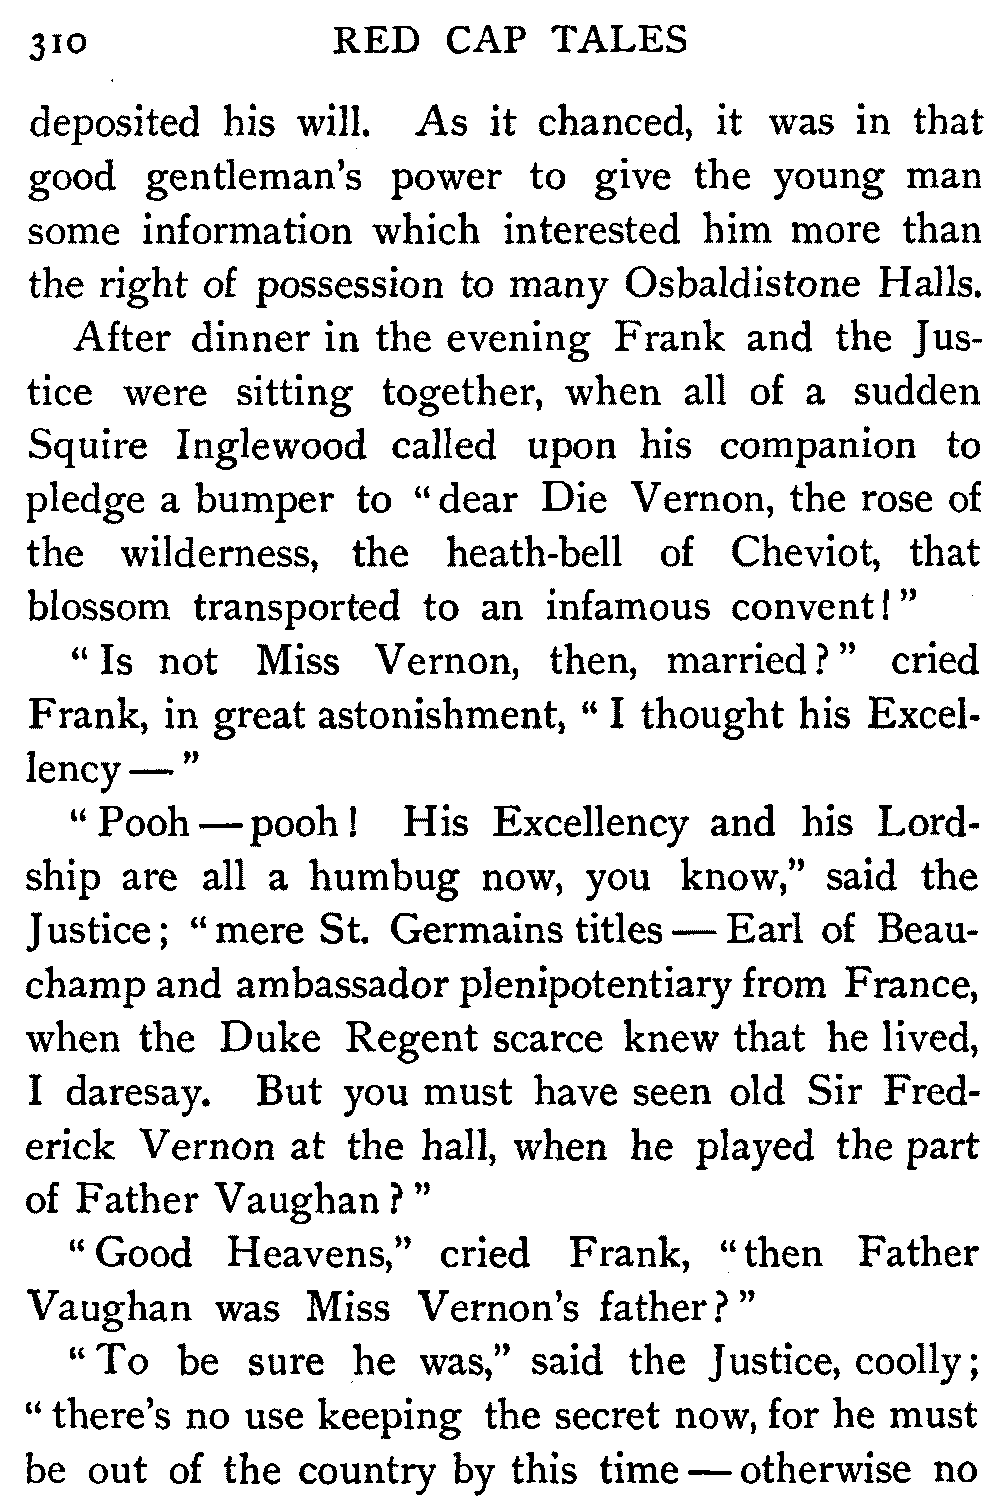 310 RED CAP TALES
deposited his will. As it chanced, it was in that
good gentleman's power to give the young man
some information which interested him more than
the right of possession to many Osbaldistone Halls.
After dinner in the evening Frank and the Jus-
tice were sitting together, when all of a sudden
Squire Inglewood called upon his companion to
pledge a bumper to “dear Die Vernon, the rose of
the wilderness, the heath-bell of Cheviot, that
blossom transported to an infamous convent!”
“Is not Miss Vernon, then, married?” cried
Frank, in great astonishment, “I thought his Excel-
lency—”
“Pooh—pooh! His Excellency and his Lord-
ship are all a humbug now, you know,” said the
Justice; “mere St. Germains titles—Earl of Beau-
champ and ambassador plenipotentiary from France,
when the Duke Regent scarce knew that he lived,
I daresay. But you must have seen old Sir Fred-
erick Vernon at the hall, when he played the part
of Father Vaughan?”
“Good Heavens,” cried Frank, “then Father
Vaughan was Miss Vernon's father?”
“To be sure he was,” said the Justice, coolly;
“there's no use keeping the secret now, for he must
be out of the country by this time—otherwise no